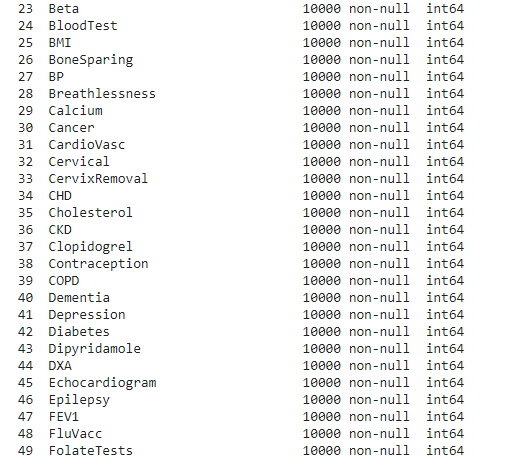 23 Beta 10000 non-null int64
24 BloodTest 10000 non-null int64
25 BMI 10000 non-null int64
26 BoneSparing 10000 non-null int64
27 BP 10000 non-null int64
28 Breathlessness 10000 non-null int64
29 Calcium 10000 non-null int64
30 Cancer 10000 non-null int64
31 CardioVasc 10000 non-null int64
32 Cervical 10000 non-null int64
33 CervixRemoval 10000 non-null int64
34 CHD 10000 non-null int64
35 Cholesterol 10000 non-null int64
36 CKD 10000 non-null int64
37 Clopidogrel 10000 non-null int64
38 Contraception 10000 non-null int64
39 COPD 10000 non-null int64
40 Dementia 10000 non-null int64
41 Depression 10000 non-null int64
42 Diabetes 10000 non-null int64
43 Dipyridamole 10000 non-null int64
44 DXA 10000 non-null int64
45 Echocardiogram 10000 non-null int64
46 Epilepsy 10000 non-null int64
47 FEV1 10000 non-null int64
48 FluVacc 10000 non-null int64
49 FolateTests 10000 non-null int64